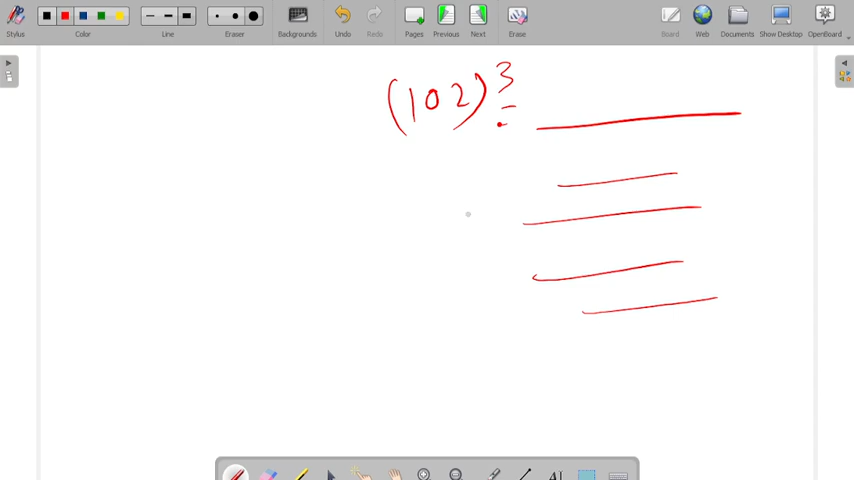 Stylus Color Line Eraser Backgrounds Undo Redo Pages Previous Next Erase Board Web Documents Show Desktop OpenBoard
(102)³ =